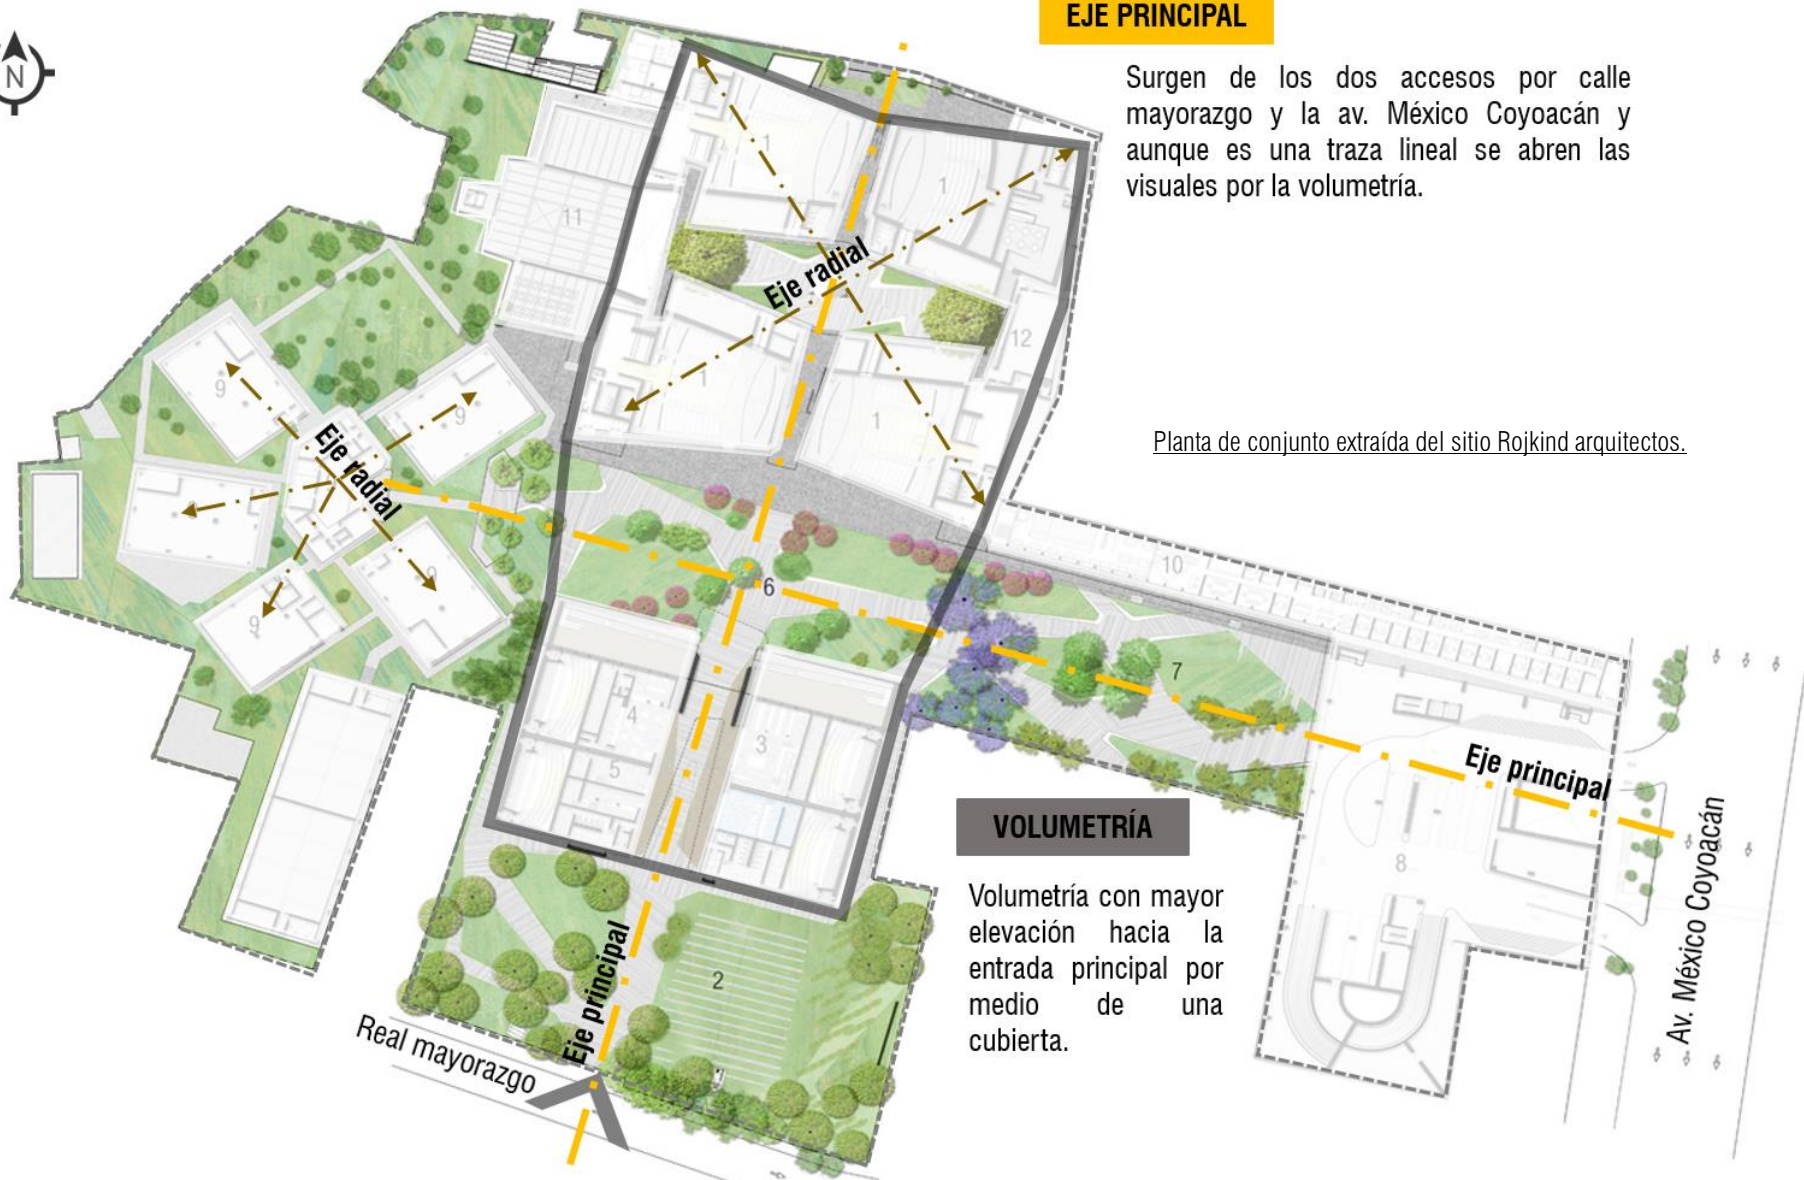 EJE PRINCIPAL
N
Surgen de los dos accesos por calle
mayorazgo y la av. México Coyoacán y
aunque es una traza lineal se abren las
visuales por la volumetría.
1
1
11
Eje radial
12
9
1
9
1
Planta de conjunto extraída del sitio Rojkind arquitectos.
Eje radial
10
9
6
9
7
4
3
5
Eje principal
VOLUMETRÍA
8
Av. México Coyoacán
Volumetría con mayor
elevación hacia la
entrada principal por
medio de una
cubierta.
2
Eje principal
Real mayorazgo